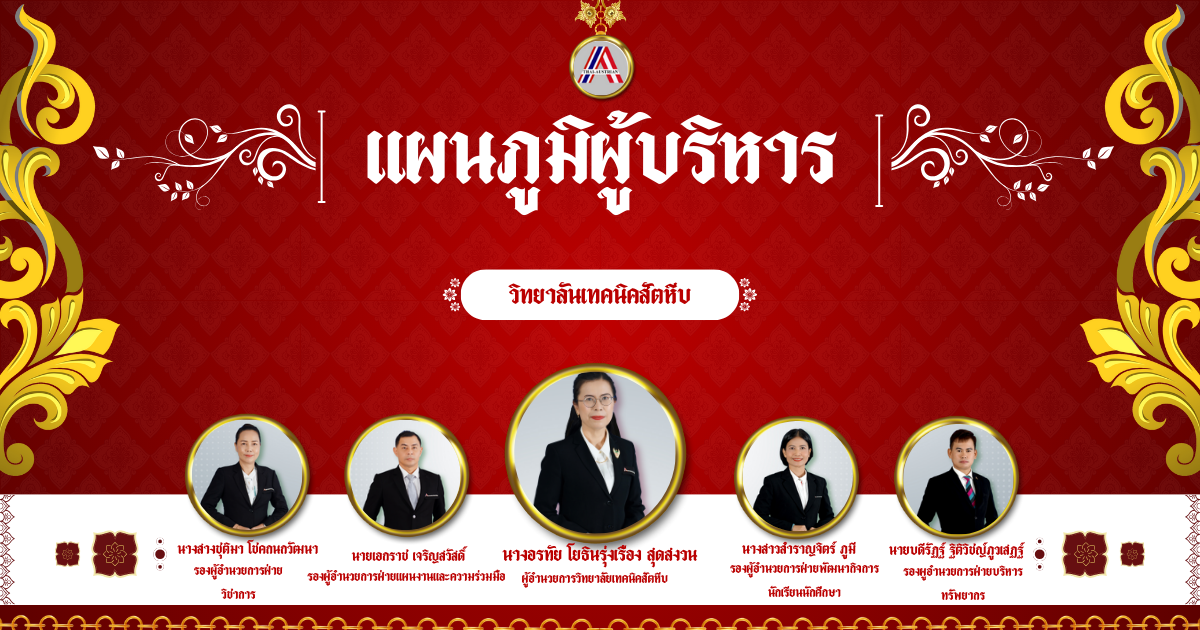 THAI-AUSTRIAN
แผนภูมิผู้บริหาร
วิทยาลันเทคนิคสัตหีบ
นางสางชุติมา โชคกนกวัฒนา
รองผู้อำนวยการฝ่าย
วิชาการ
นายเอกราช เจริญสวัสดิ์
รองผู้อำนวยการฝ่ายแผนงานและความร่วมมือ
นางอรทัย โยธินรุ่งเรือง สุดสงวน
ผู้อำนวยการวิทยาลัยเทคนิคสัตหีบ
นางสาวสำราญจิตร์ ภูมี
รองผู้อำนวยการฝ่ายพัฒนากิจการ
นักเรียนนักศึกษา
นายบดีรัฏฐ์ ฐิติวิชญ์ภูวเสฏฐ์
รองผู้อำนวยการฝ่ายบริหาร
ทรัพยากร